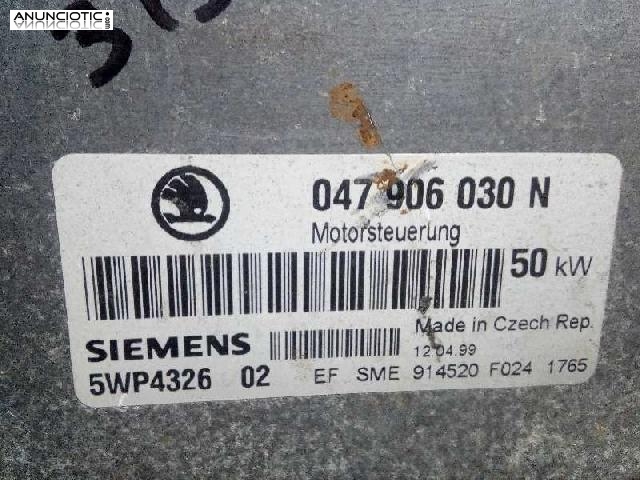 ANUNCIOTIC.com
047 906 030 N
Motorsteuerung
50 kW
SIEMENS
Made in Czech Rep.
12.04.99
5WP4326 02 EF SME 914520 F024 1765